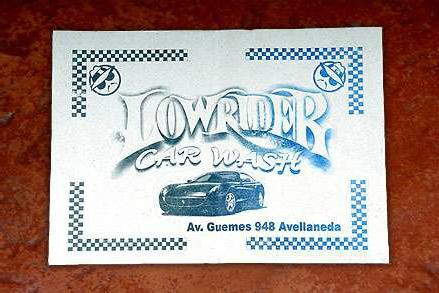 LOWRIDER
CAR WASH
Av. Guemes 948 Avellaneda